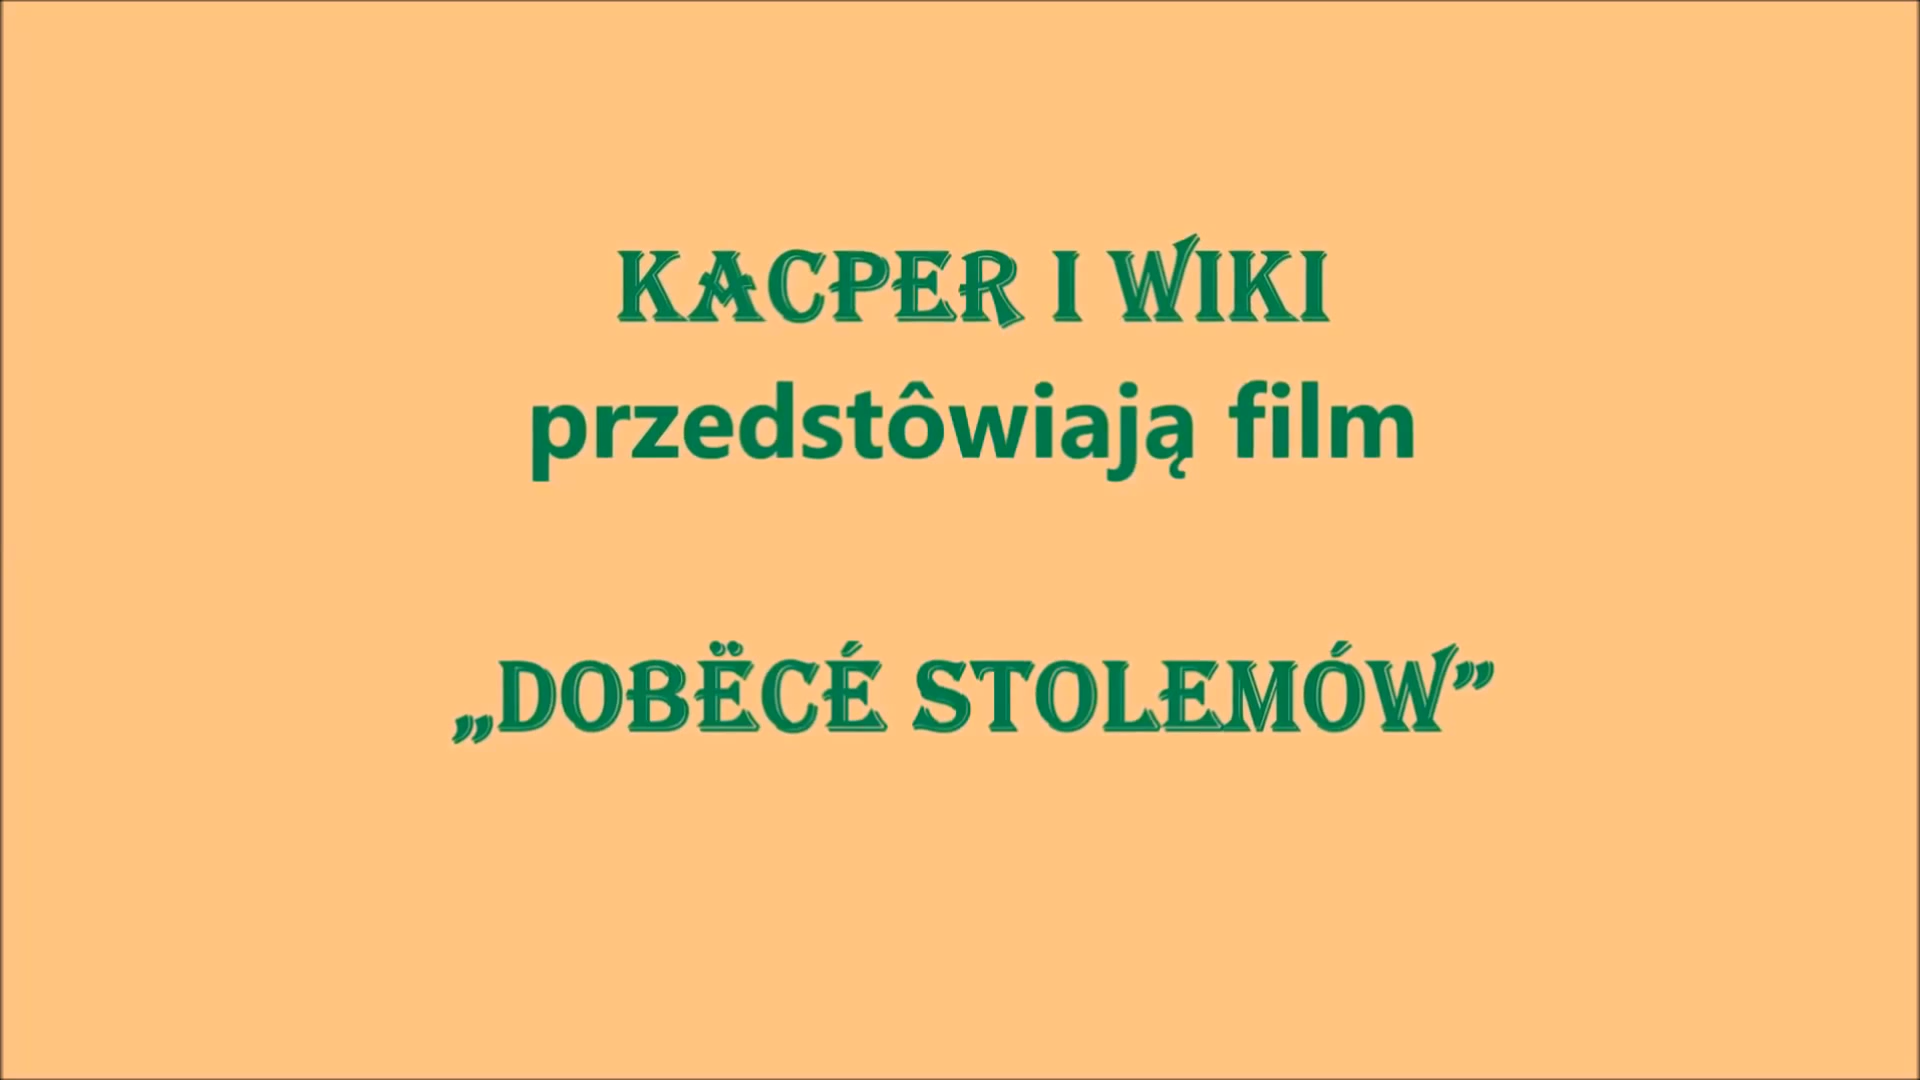 KACPER I WIKI
przedstôwiają film
„DOBËCÉ STOLEMÓW”